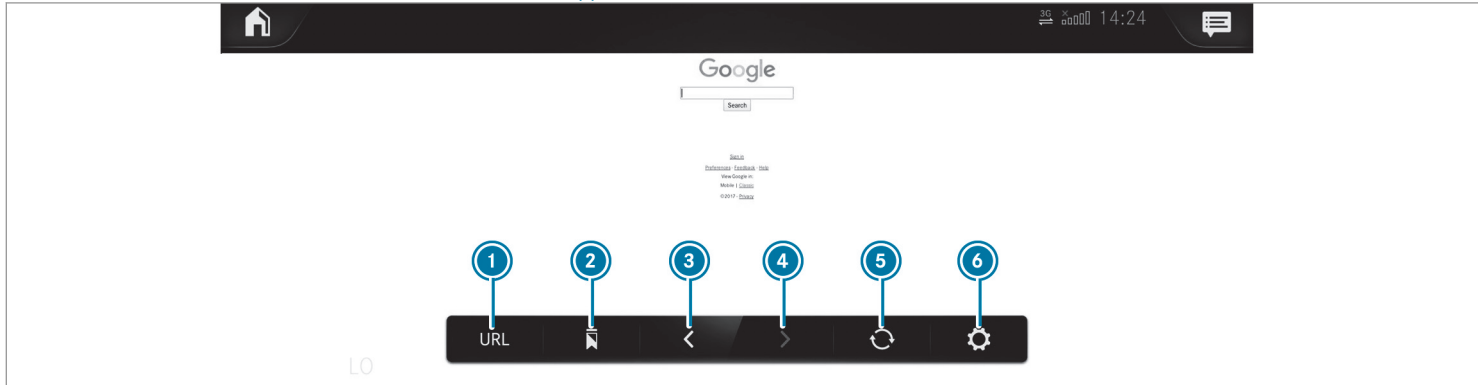 3G 14:24
Google
Search
Sign in
Preferences - Feedback - Help
View Google in:
Mobile | Classic
©2017 - Privacy
1 2 3 4 5 6
URL
LO